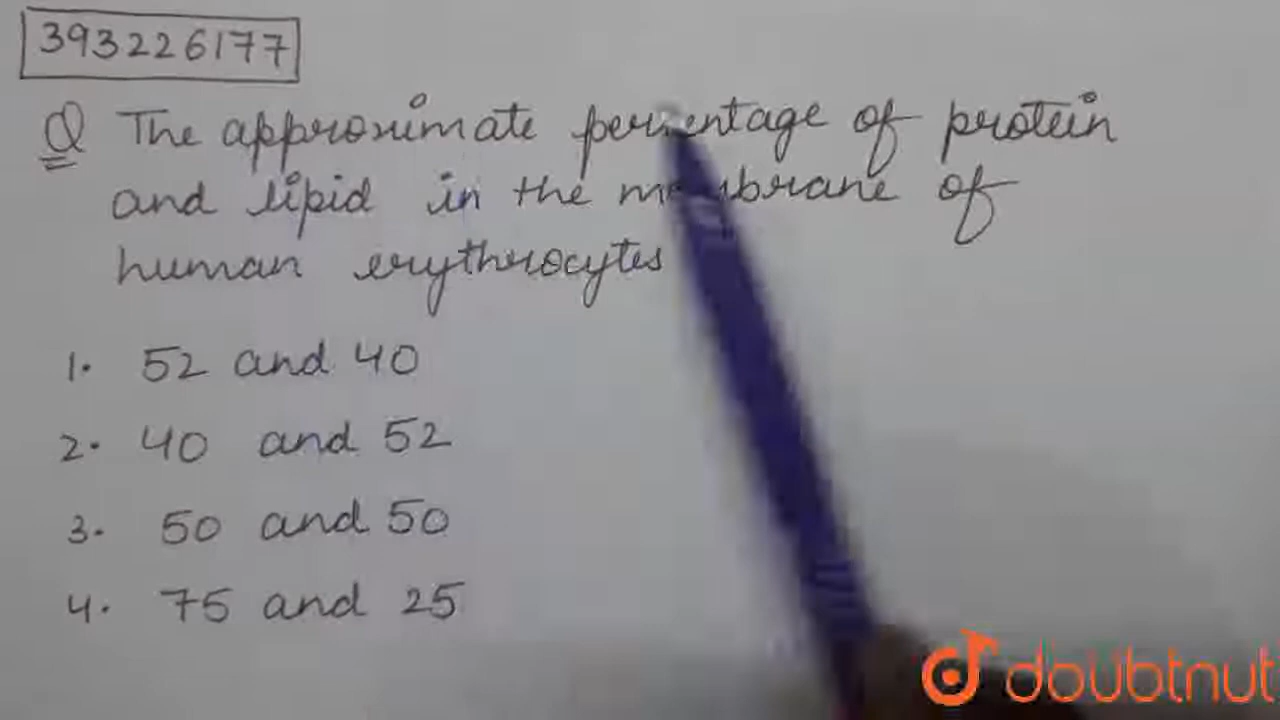 393226177
Q The approximate percentage of protein
and lipid in the membrane of
human erythrocytes
1. 52 and 40
2. 40 and 52
3. 50 and 50
4. 75 and 25
doubtnut